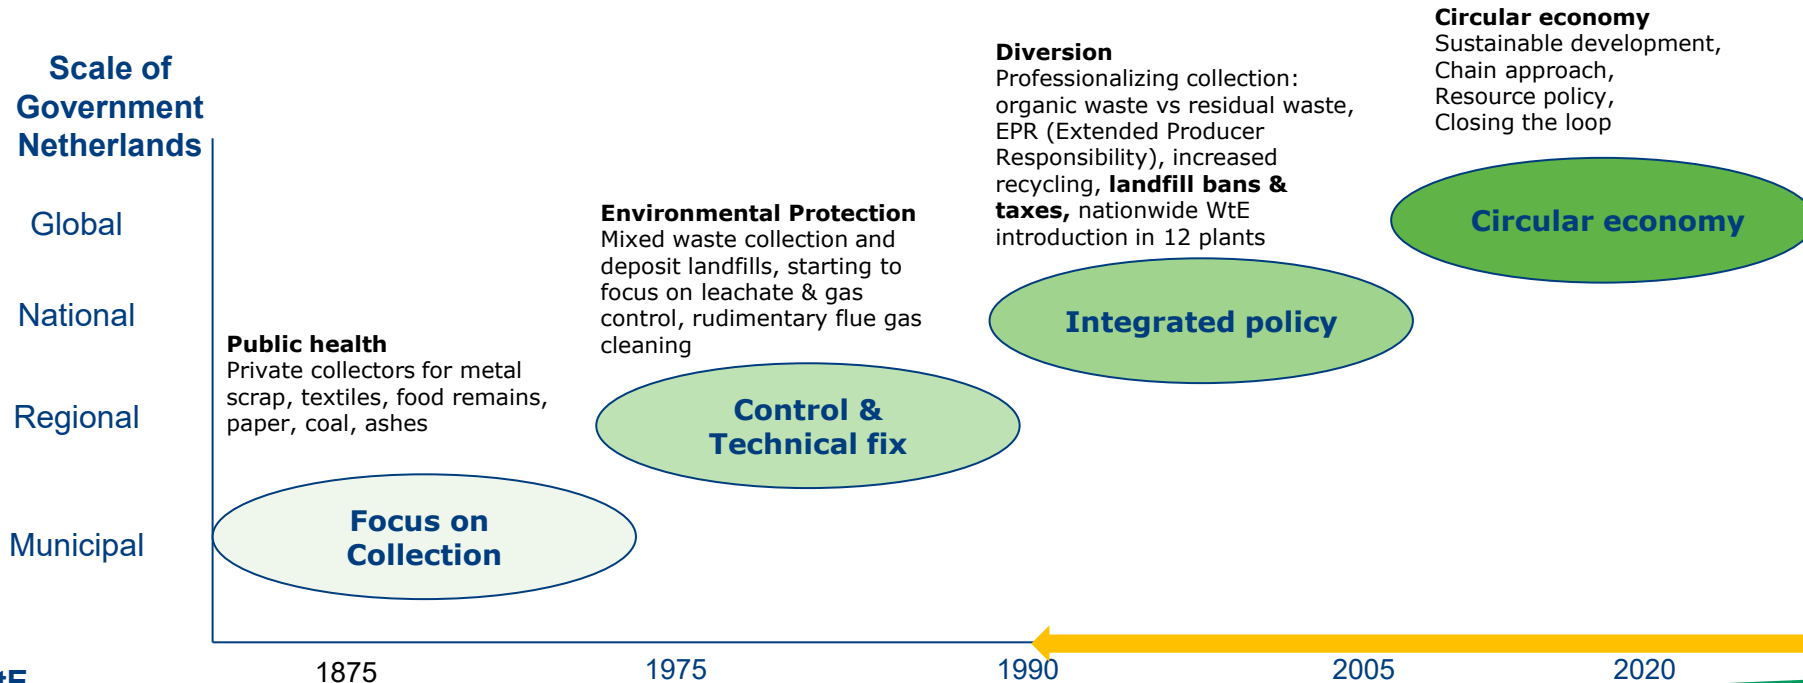 Scale of
Government
Netherlands
Global
National
Regional
Municipal
Public health
Private collectors for metal
scrap, textiles, food remains,
paper, coal, ashes
Focus on
Collection
Environmental Protection
Mixed waste collection and
deposit landfills, starting to
focus on leachate & gas
control, rudimentary flue gas
cleaning
Control &
Technical fix
Diversion
Professionalizing collection:
organic waste vs residual waste,
EPR (Extended Producer
Responsibility), increased
recycling, landfill bans &
taxes, nationwide WtE
introduction in 12 plants
Integrated policy
Circular economy
Sustainable development,
Chain approach,
Resource policy,
Closing the loop
Circular economy
1875
1975
1990
2005
2020